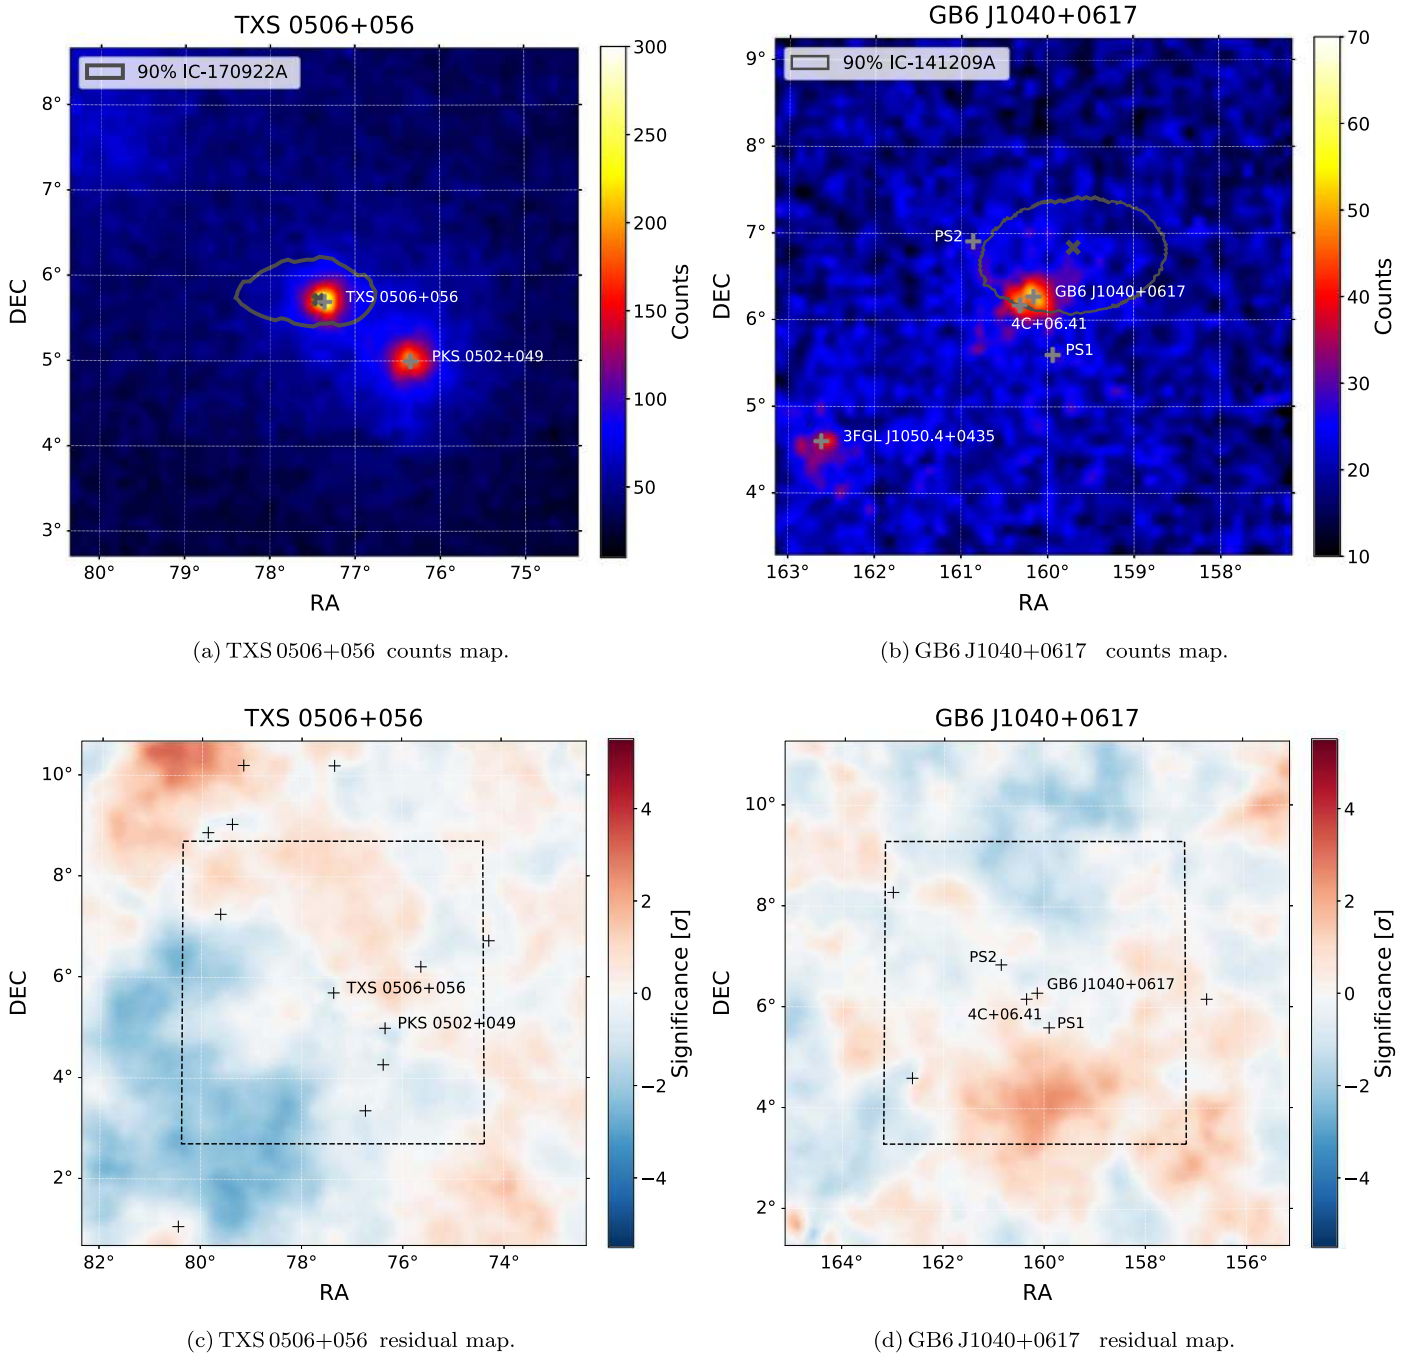 TXS 0506+056
90% IC-170922A
8°
7°
6°
5°
4°
3°
DEC
TXS 0506+056
PKS 0502+049
80°
78°
77°
76°
75°
RA
300
250
200
150
100
50
Counts
(a) TXS 0506+056 counts map.
GB6 J1040+0617
90% IC-141209A
9°
8°
7°
6°
5°
4°
DEC
PS2
GB6 J1040+0617
4C+06.41
PS1
3FGL J1050.4+0435
163°
162°
161°
160°
159°
158°
RA
70
60
50
40
30
20
10
Counts
(b) GB6 J1040+0617 counts map.
TXS 0506+056
10°
8°
6°
4°
2°
DEC
TXS 0506+056
PKS 0502+049
82°
80°
78°
76°
74°
RA
4
2
0
−2
−4
Significance [σ]
(c) TXS 0506+056 residual map.
GB6 J1040+0617
10°
8°
6°
4°
2°
DEC
PS2
GB6 J1040+0617
4C+06.41
PS1
164°
162°
160°
158°
156°
RA
4
2
0
−2
−4
Significance [σ]
(d) GB6 J1040+0617 residual map.